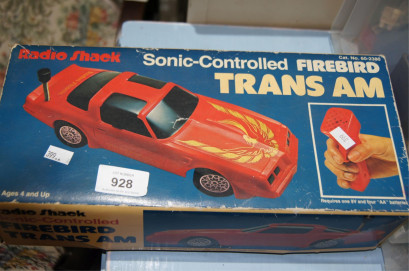 Radio Shack
Sonic-Controlled FIREBIRD
TRANS AM
928
Ages 4 and Up
Requires one 9V and four "AA" batteries
Radio Shack
Sonic-Controlled
FIREBIRD
TRANS AM